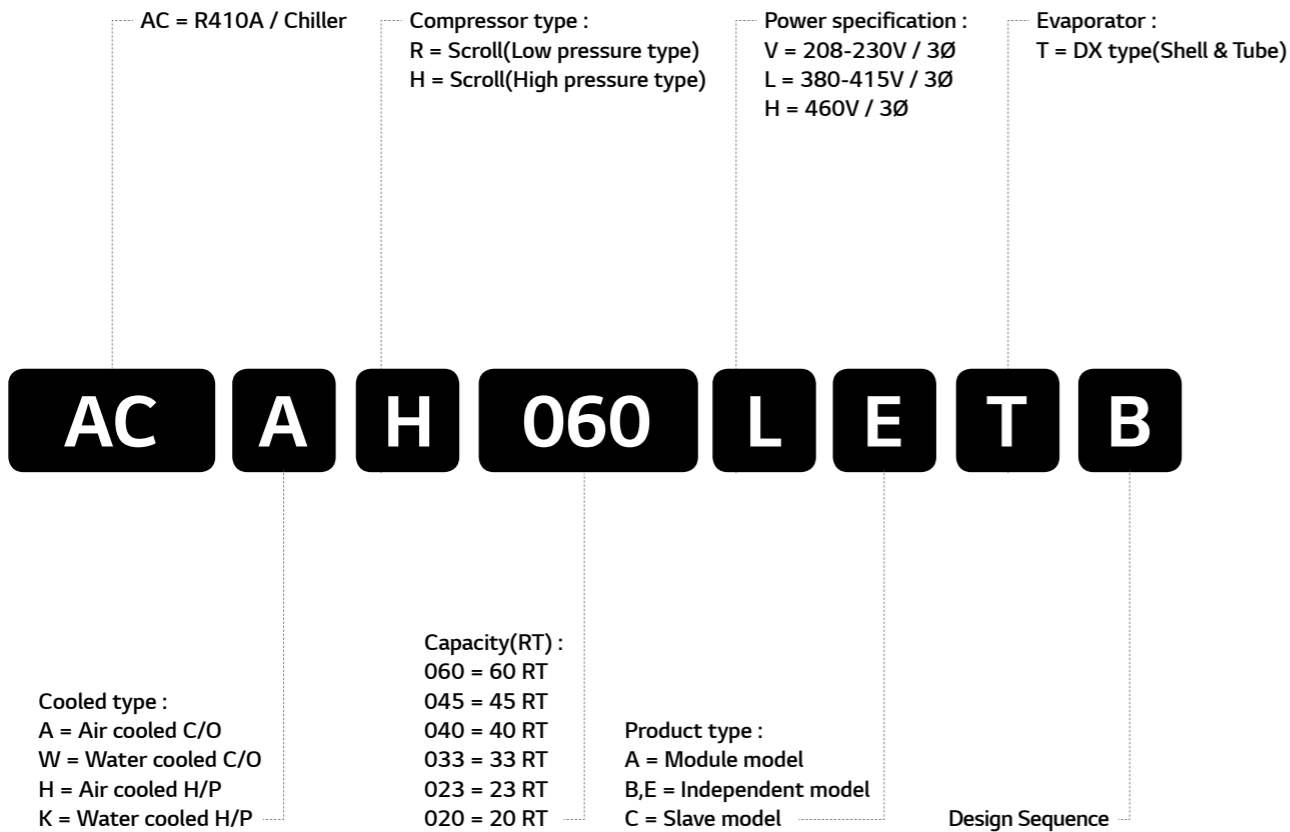 AC = R410A / Chiller
Compressor type :
R = Scroll(Low pressure type)
H = Scroll(High pressure type)
Power specification :
V = 208-230V / 3Ø
L = 380-415V / 3Ø
H = 460V / 3Ø
Evaporator :
T = DX type(Shell & Tube)
AC A H 060 L E T B
Cooled type :
A = Air cooled C/O
W = Water cooled C/O
H = Air cooled H/P
K = Water cooled H/P
Capacity(RT) :
060 = 60 RT
045 = 45 RT
040 = 40 RT
033 = 33 RT
023 = 23 RT
020 = 20 RT
Product type :
A = Module model
B,E = Independent model
C = Slave model
Design Sequence